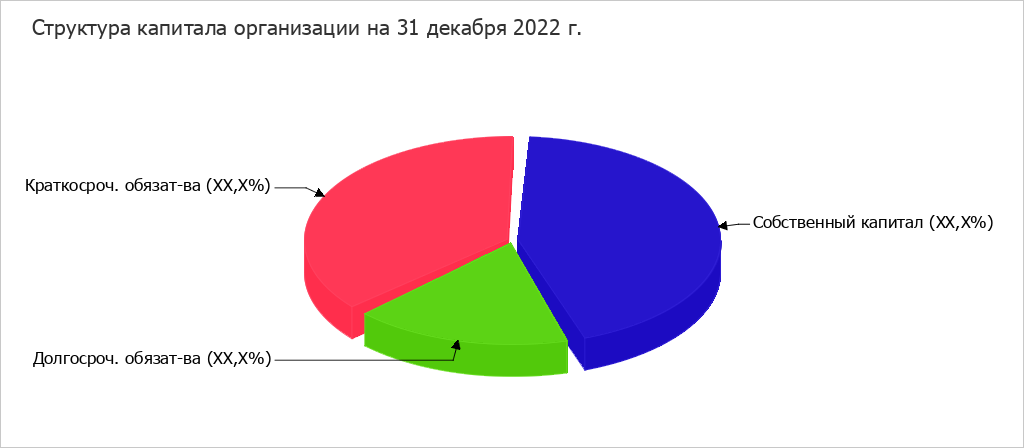 Структура капитала организации на 31 декабря 2022 г.
Краткосроч. обязат-ва (XX,X%)
Собственный капитал (XX,X%)
Долгосроч. обязат-ва (XX,X%)